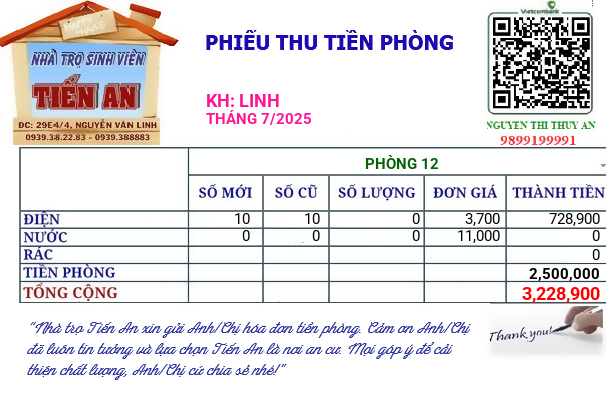 Vietcombank
HAPPY HOME
PHIẾU THU TIỀN PHÒNG
NHÀ TRỌ SINH VIÊN
TIẾN AN
KH: LINH
THÁNG 7/2025
ĐC: 29E4/4, NGUYỄN VĂN LINH
0939.38.22.83 - 0939.388883
NGUYEN THI THUY AN
9899199991
PHÒNG 12
SỐ MỚI SỐ CŨ SỐ LƯỢNG ĐƠN GIÁ THÀNH TIỀN
ĐIỆN 10 10 0 3,700 728,900
NƯỚC 0 0 0 11,000 0
RÁC 0
TIỀN PHÒNG 2,500,000
TỔNG CỘNG 3,228,900
"Nhà trọ Tiến An xin gửi Anh/Chị hóa đơn tiền phòng. Cảm ơn Anh/Chị
đã luôn tin tưởng và lựa chọn Tiến An là nơi an cư. Mọi góp ý để cải
thiện chất lượng, Anh/Chị cứ chia sẻ nhé!"
Thank you!